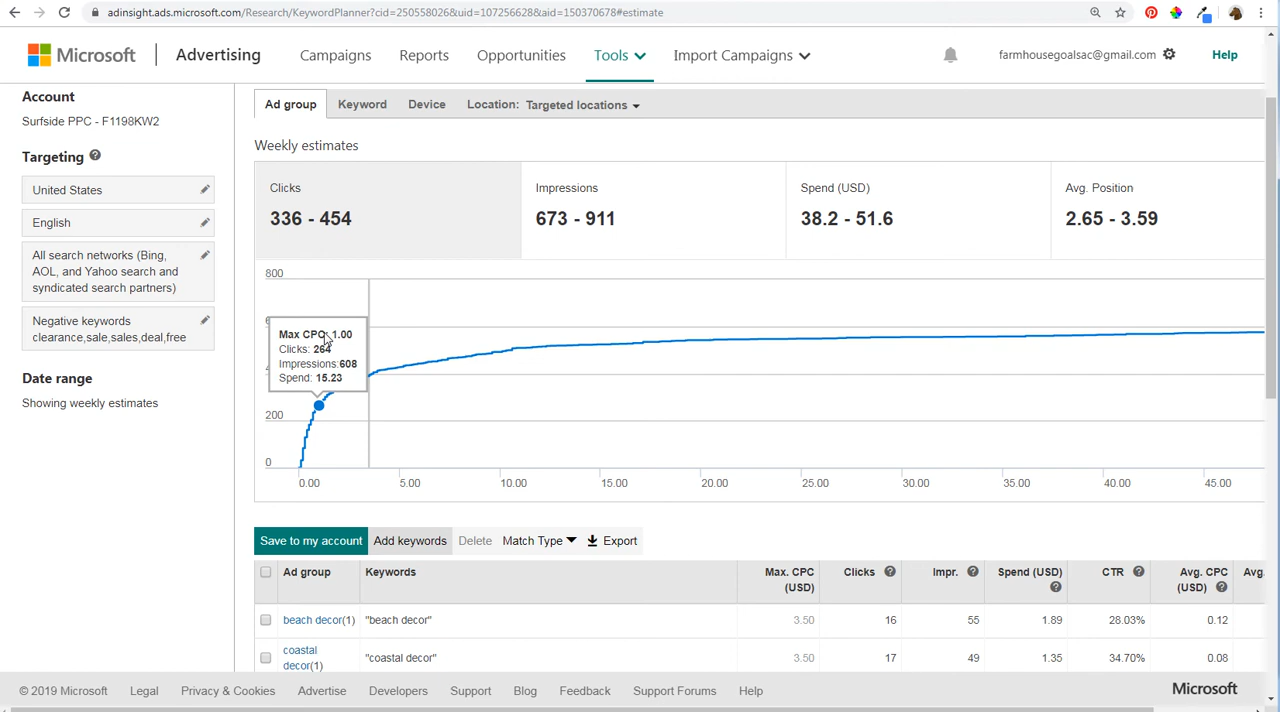 adinsight.ads.microsoft.com/Research/KeywordPlanner?cid=250558026&uid=107256628&aid=150370678#estimate
Microsoft | Advertising Campaigns Reports Opportunities Tools Import Campaigns farmhousegoalsac@gmail.com Help
Account
Surfside PPC - F1198KW2
Targeting ?
United States
English
All search networks (Bing,
AOL, and Yahoo search and
syndicated search partners)
Negative keywords
clearance,sale,sales,deal,free
Date range
Showing weekly estimates
Ad group Keyword Device Location: Targeted locations
Weekly estimates
Clicks Impressions Spend (USD) Avg. Position
336 - 454 673 - 911 38.2 - 51.6 2.65 - 3.59
800
Max CPC: 1.00
Clicks: 264
Impressions:608
Spend: 15.23
200
0
0.00 5.00 10.00 15.00 20.00 25.00 30.00 35.00 40.00 45.00
Save to my account Add keywords Delete Match Type Export
Ad group Keywords Max. CPC (USD) Clicks ? Impr. ? Spend (USD) ? CTR ? Avg. CPC (USD) ? Avg.
beach decor(1) "beach decor" 3.50 16 55 1.89 28.03% 0.12
coastal decor(1) "coastal decor" 3.50 17 49 1.35 34.70% 0.08
© 2019 Microsoft Legal Privacy & Cookies Advertise Developers Support Blog Feedback Support Forums Help Microsoft